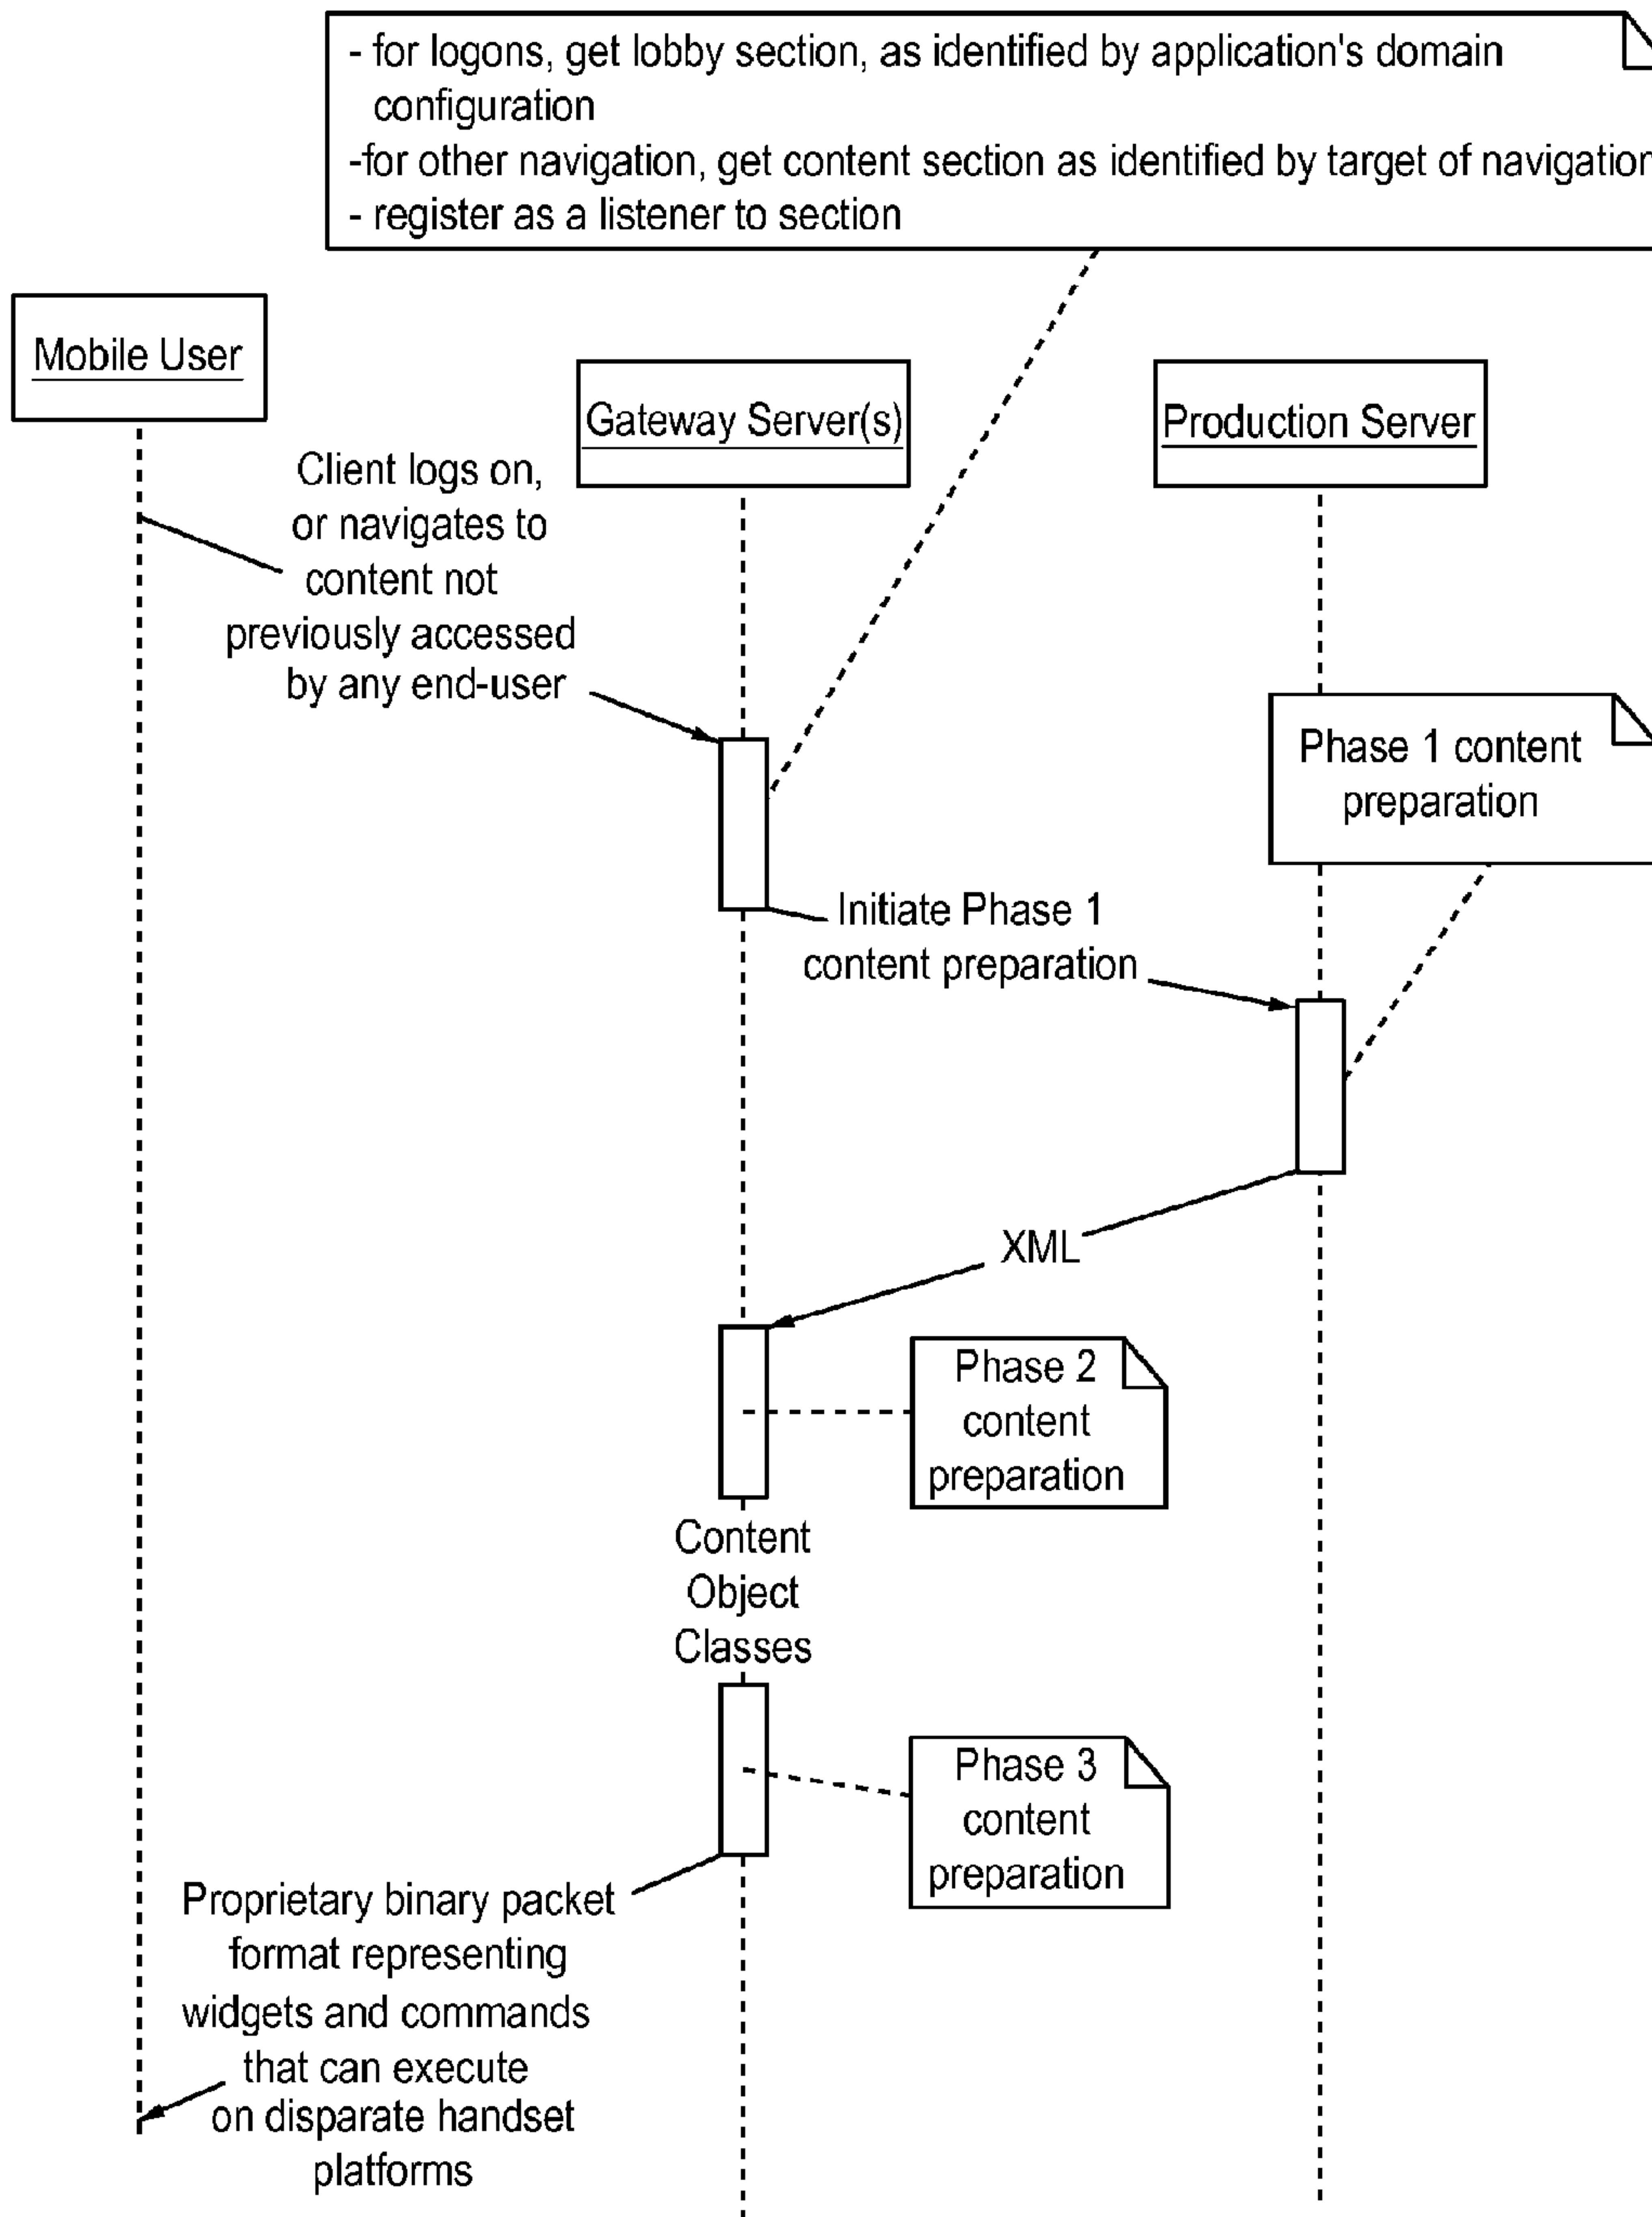 - for logons, get lobby section, as identified by application's domain
configuration
-for other navigation, get content section as identified by target of navigation
- register as a listener to section
Mobile User
Gateway Server(s)
Production Server
Client logs on,
or navigates to
content not
previously accessed
by any end-user
Phase 1 content
preparation
Initiate Phase 1
content preparation
XML
Phase 2
content
preparation
Content
Object
Classes
Phase 3
content
preparation
Proprietary binary packet
format representing
widgets and commands
that can execute
on disparate handset
platforms